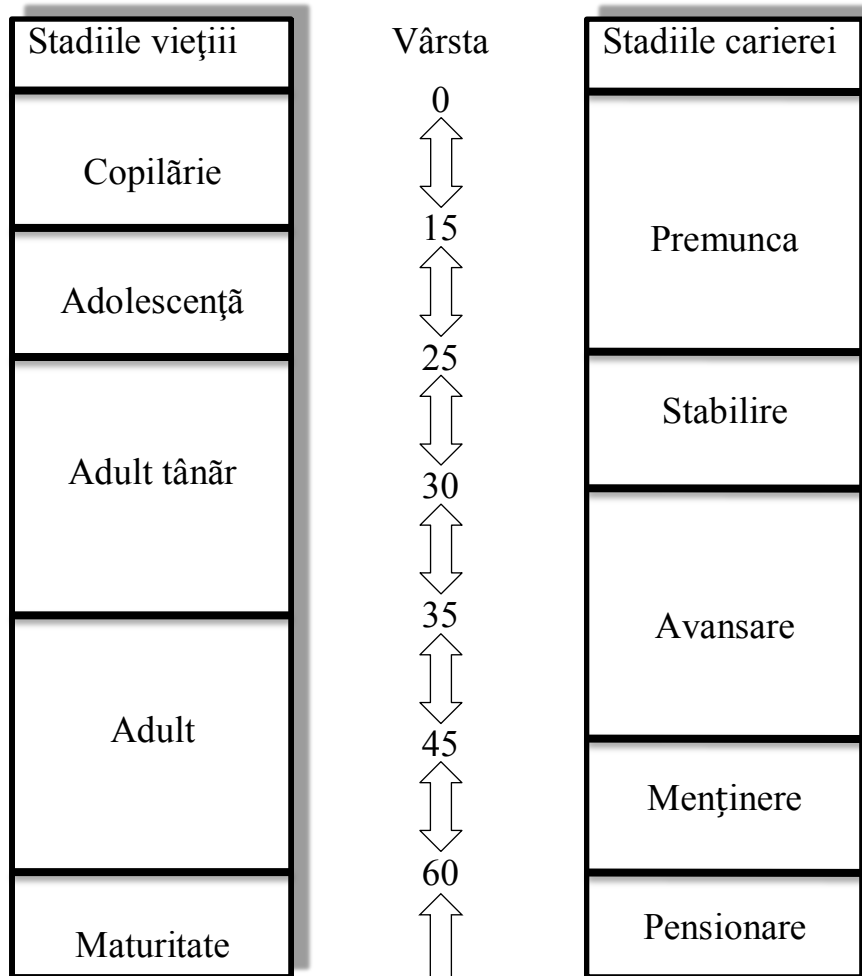 Stadiile vieţiii
Vârsta
Stadiile carierei
0
Copilãrie
15
Premunca
Adolescenţã
25
Stabilire
Adult tânãr
30
35
Avansare
Adult
45
Menţinere
60
Maturitate
Pensionare